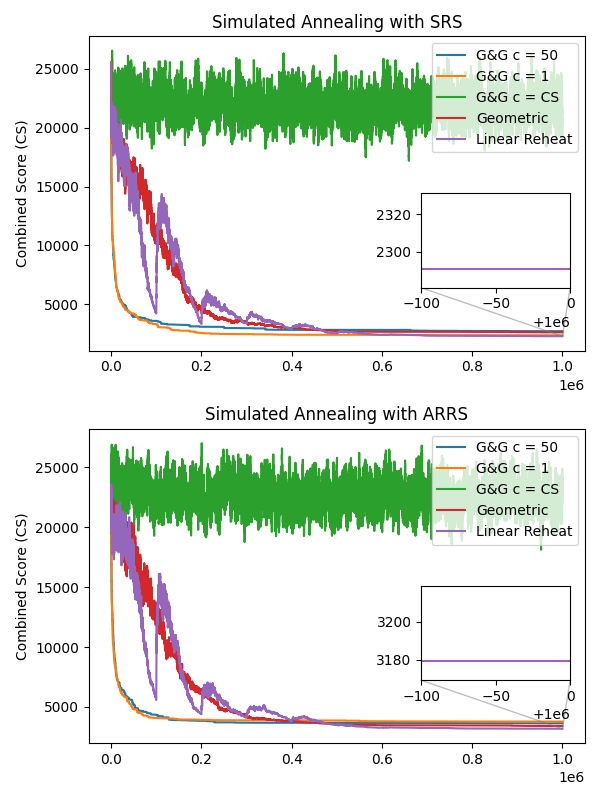 Simulated Annealing with SRS
Combined Score (CS)
25000
20000
15000
10000
5000
G&G c = 50
G&G c = 1
G&G c = CS
Geometric
Linear Reheat
2320
2300
−100
−50
0
+1e6
0.0
0.2
0.4
0.6
0.8
1.0
1e6
Simulated Annealing with ARRS
Combined Score (CS)
25000
20000
15000
10000
5000
G&G c = 50
G&G c = 1
G&G c = CS
Geometric
Linear Reheat
3200
3180
−100
−50
0
+1e6
0.0
0.2
0.4
0.6
0.8
1.0
1e6